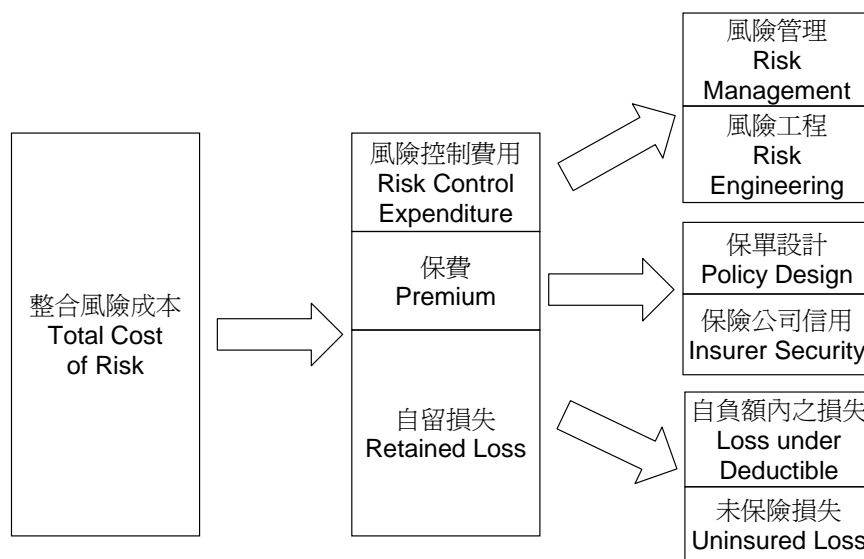 整合風險成本
Total Cost
of Risk
風險控制費用
Risk Control
Expenditure
保費
Premium
自留損失
Retained Loss
風險管理
Risk
Management
風險工程
Risk
Engineering
保單設計
Policy Design
保險公司信用
Insurer Security
自負額內之損失
Loss under
Deductible
未保險損失
Uninsured Loss